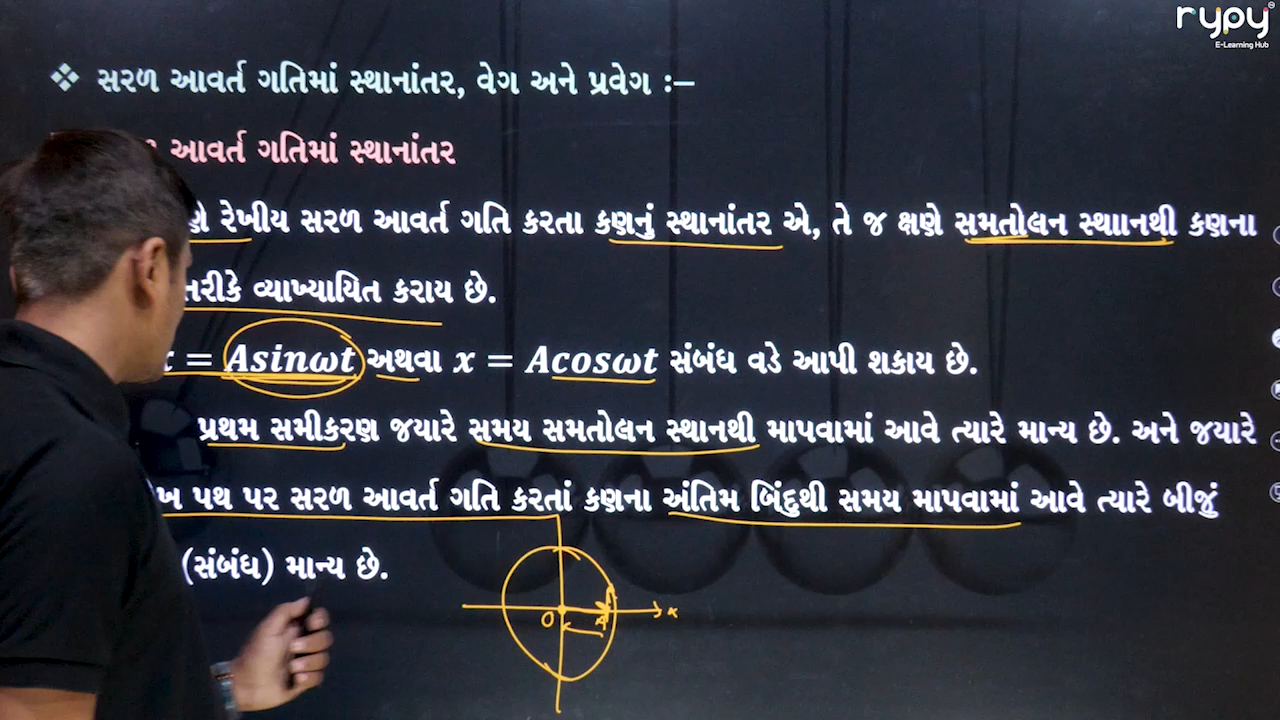 rypy
E-Learning Hub
❖ સરળ આવર્ત ગતિમાં સ્થાનાંતર, વેગ અને પ્રવેગ :–
આવર્ત ગતિમાં સ્થાનાંતર
રેખીય સરળ આવર્ત ગતિ કરતા કણનું સ્થાનાંતર એ, તે જ ક્ષણે સમતોલન સ્થાાનથી કણના
તરીકે વ્યાખ્યાયિત કરાય છે.
= Asinωt અથવા x = Acosωt સંબંધ વડે આપી શકાય છે.
પ્રથમ સમીકરણ જયારે સમય સમતોલન સ્થાનથી માપવામાં આવે ત્યારે માન્ય છે. અને જયારે
પથ પર સરળ આવર્ત ગતિ કરતાં કણના અંતિમ બિંદુથી સમય માપવામાં આવે ત્યારે બીજું
(સંબંધ) માન્ય છે.
O x